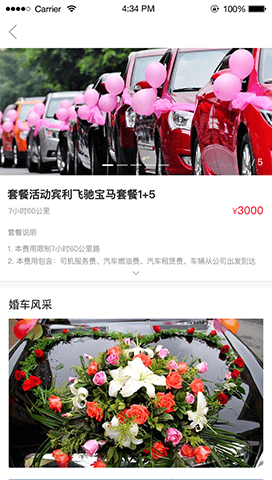 Carrier 4:34 PM 100%
/ 5
套餐活动宾利飞驰宝马套餐1+5
7小时60公里 ¥3000
套餐说明
1. 本费用限制7小时60公里路
2. 本费用包含：司机服务费、汽车燃油费、汽车租赁费、车辆从公司出发到达
婚车风采